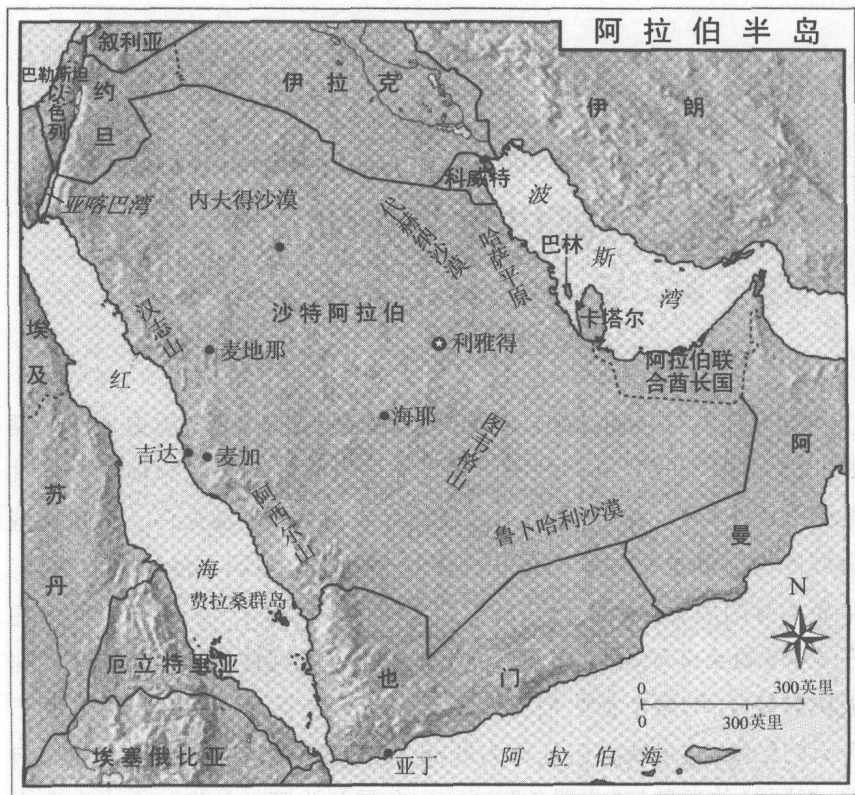 阿拉伯半岛
叙利亚
巴勒斯坦
以色列
约旦
伊拉克
伊朗
科威特
亚喀巴湾
内夫得沙漠
代赫纳沙漠
哈萨平原
波斯湾
巴林
卡塔尔
汉志山
沙特阿拉伯
埃及
麦地那
利雅得
阿拉伯联
合酋长国
红海
海耶
图韦格山
阿曼
吉达
麦加
苏丹
阿西尔山
鲁卜哈利沙漠
费拉桑群岛
N
厄立特里亚
也门
0
300英里
0
300英里
埃塞俄比亚
亚丁
阿拉伯海